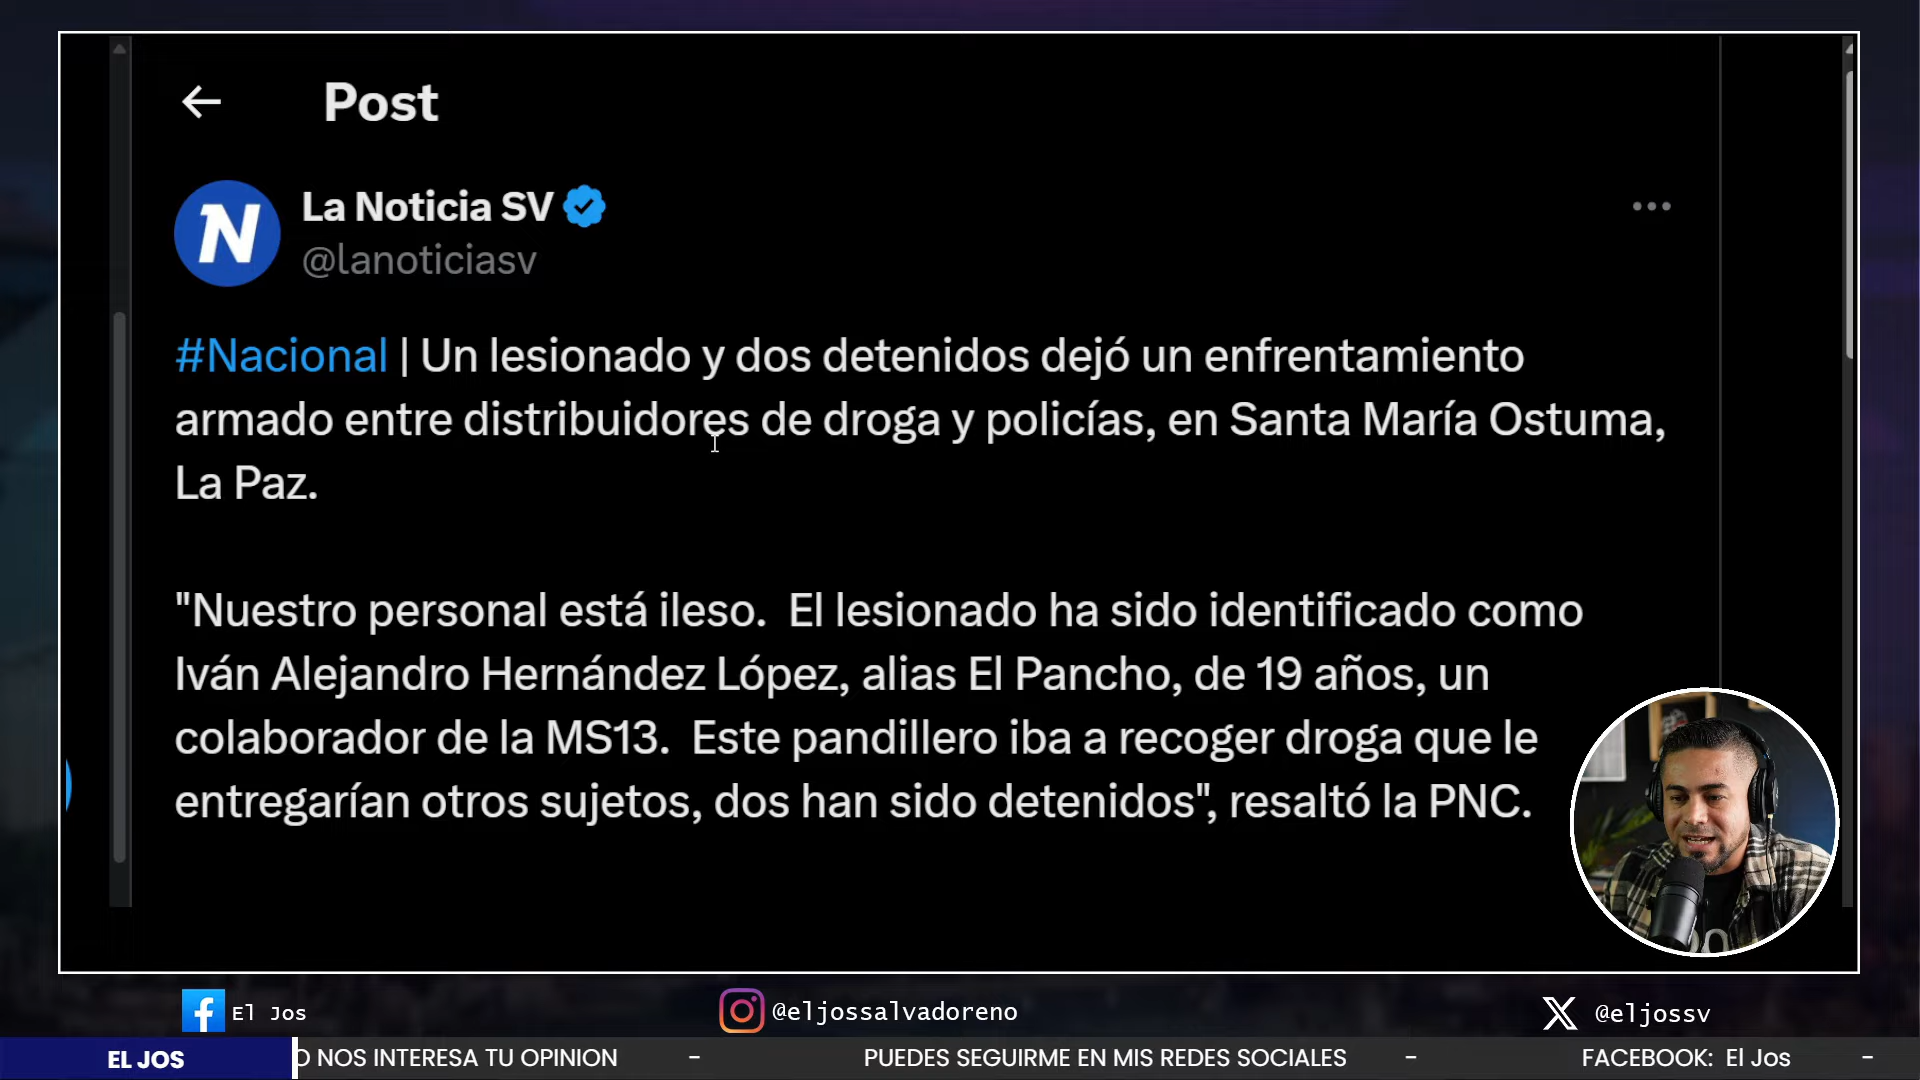 Post
N
La Noticia SV
@lanoticiasv
#Nacional | Un lesionado y dos detenidos dejó un enfrentamiento
armado entre distribuidores de droga y policías, en Santa María Ostuma,
La Paz.
"Nuestro personal está ileso.  El lesionado ha sido identificado como
Iván Alejandro Hernández López, alias El Pancho, de 19 años, un
colaborador de la MS13.  Este pandillero iba a recoger droga que le
entregarían otros sujetos, dos han sido detenidos", resaltó la PNC.
El Jos
@eljossalvadoreno
@eljossv
EL JOS
O NOS INTERESA TU OPINION - PUEDES SEGUIRME EN MIS REDES SOCIALES - FACEBOOK: El Jos -